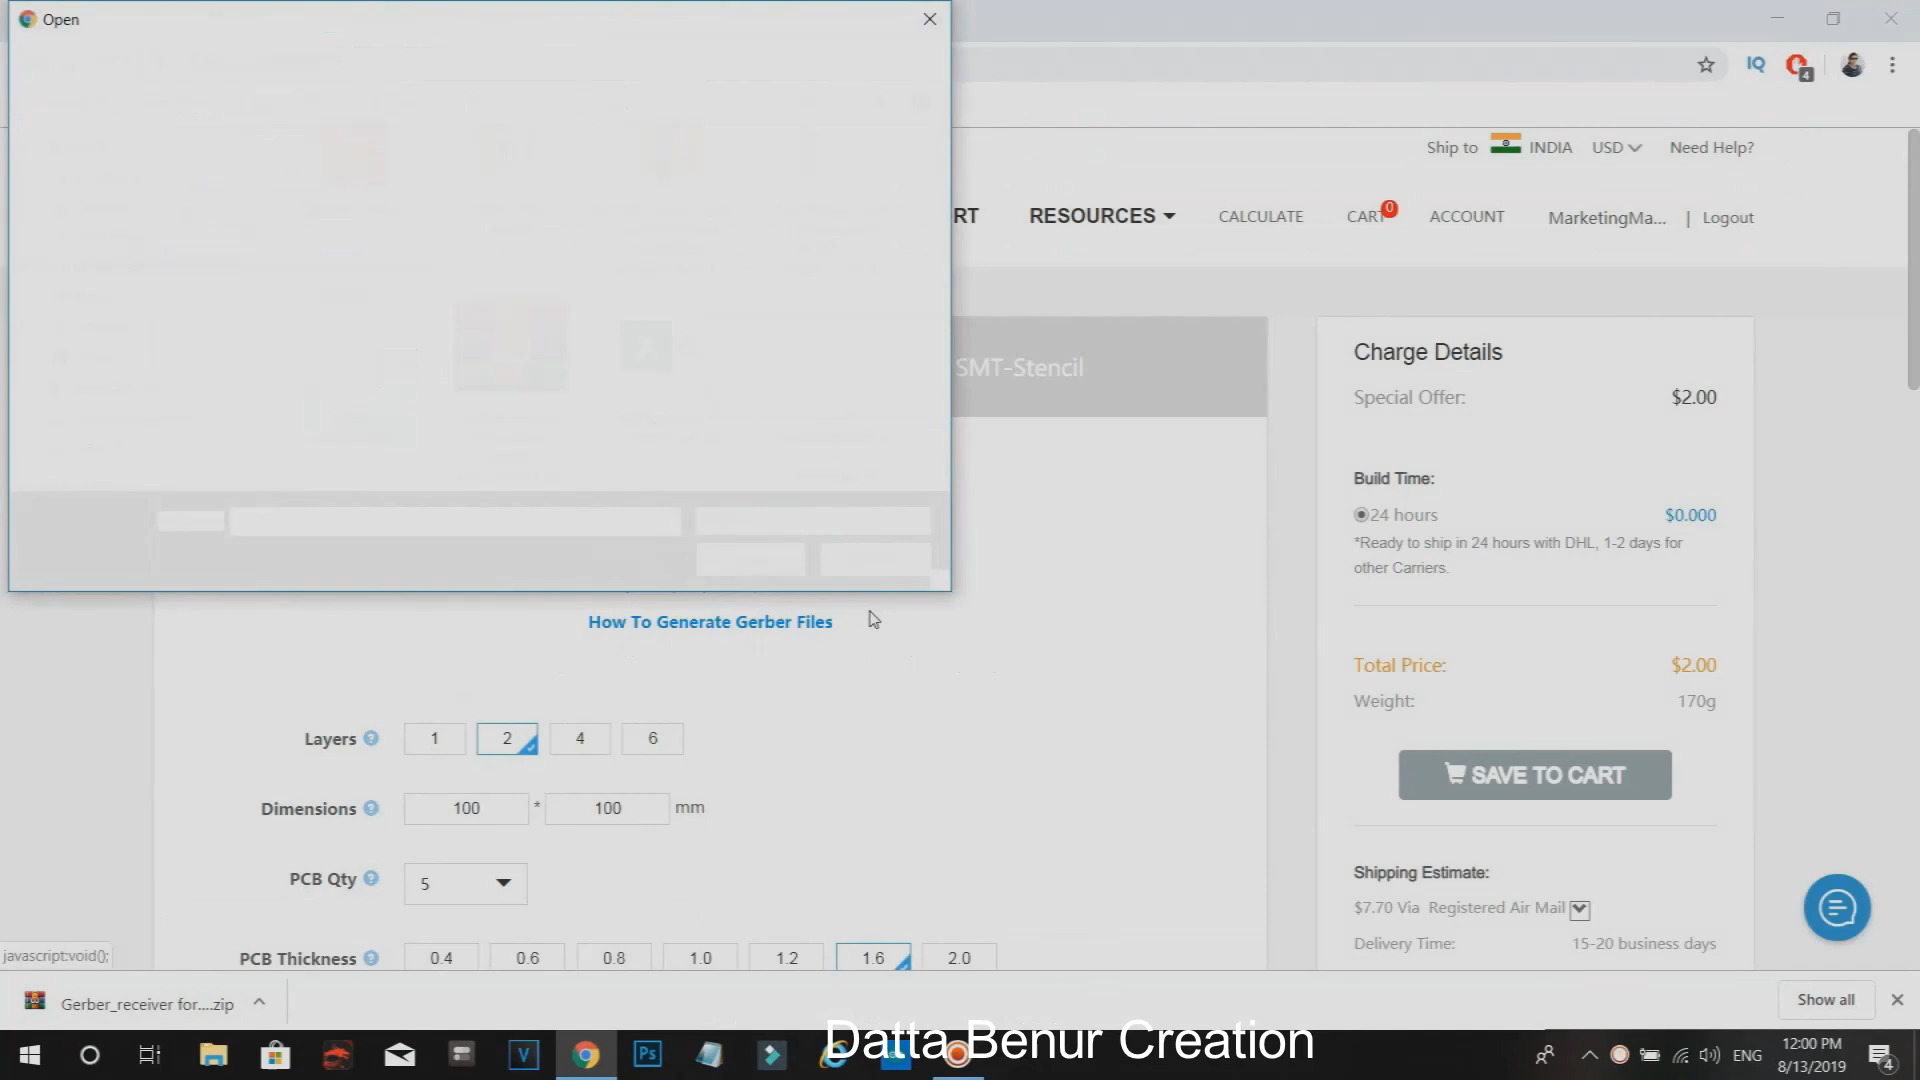 Open
Ship to INDIA USD Need Help?
RT RESOURCES CALCULATE CART 0 ACCOUNT MarketingMa... | Logout
SMT-Stencil
Charge Details
Special Offer: $2.00
Build Time:
24 hours $0.000
*Ready to ship in 24 hours with DHL, 1-2 days for
other Carriers.
How To Generate Gerber Files
Total Price: $2.00
Weight: 170g
Layers ? 1 2 4 6
SAVE TO CART
Dimensions ? 100 * 100 mm
PCB Qty ? 5
Shipping Estimate:
$7.70 Via Registered Air Mail
Delivery Time: 15-20 business days
PCB Thickness ? 0.4 0.6 0.8 1.0 1.2 1.6 2.0
javascript:void();
Gerber_receiver for....zip
Show all
Datta Benur Creation
ENG
12:00 PM
8/13/2019
4
IQ
4
V
Ps